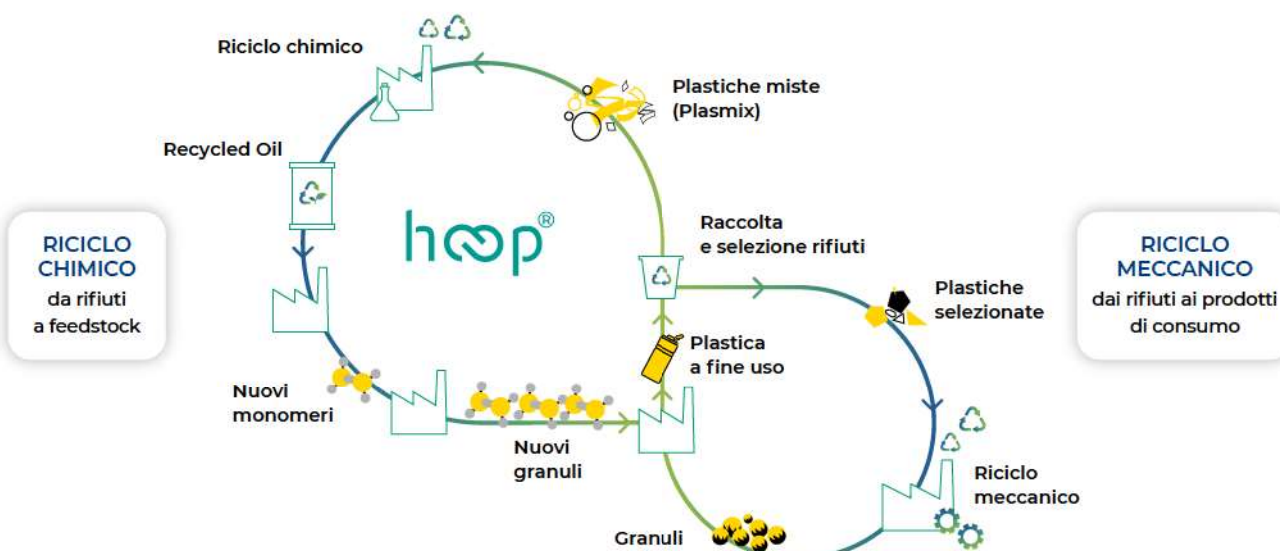 Riciclo chimico
Plastiche miste
(Plasmix)
Recycled Oil
hoop®
Raccolta
e selezione rifiuti
RICICLO
CHIMICO
da rifiuti
a feedstock
RICICLO
MECCANICO
dai rifiuti ai prodotti
di consumo
Plastiche
selezionate
Plastica
a fine uso
Nuovi
monomeri
Nuovi
granuli
Riciclo
meccanico
Granuli